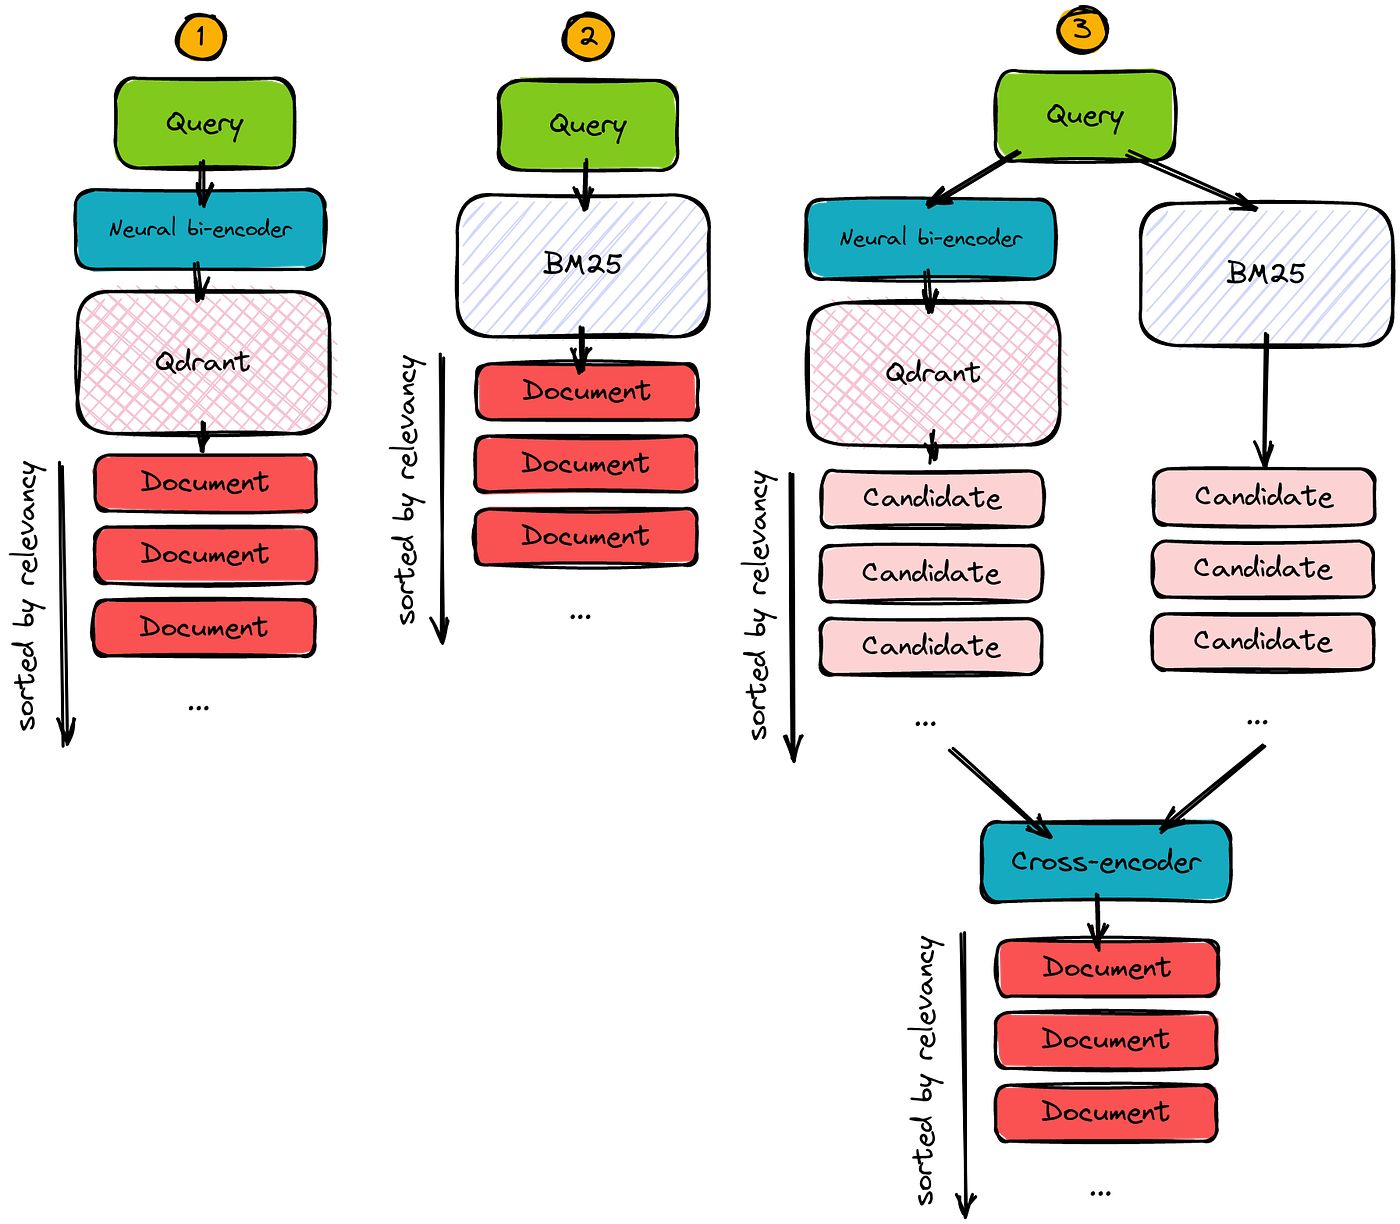 1
Query
Neural bi-encoder
Qdrant
sorted by relevancy
Document
Document
Document
...
2
Query
BM25
sorted by relevancy
Document
Document
Document
...
3
Query
Neural bi-encoder
Qdrant
BM25
sorted by relevancy
Candidate
Candidate
Candidate
...
Candidate
Candidate
Candidate
...
Cross-encoder
sorted by relevancy
Document
Document
Document
...